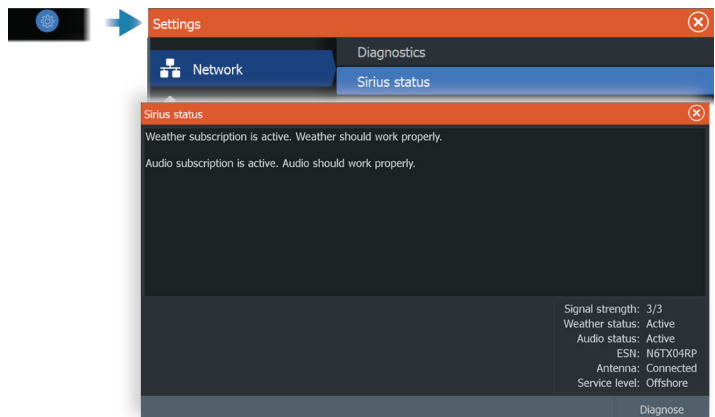 Settings
Diagnostics
Network
Sirius status
Sirius status
Weather subscription is active. Weather should work properly.
Audio subscription is active. Audio should work properly.
Signal strength: 3/3
Weather status: Active
Audio status: Active
ESN: N6TX04RP
Antenna: Connected
Service level: Offshore
Diagnose